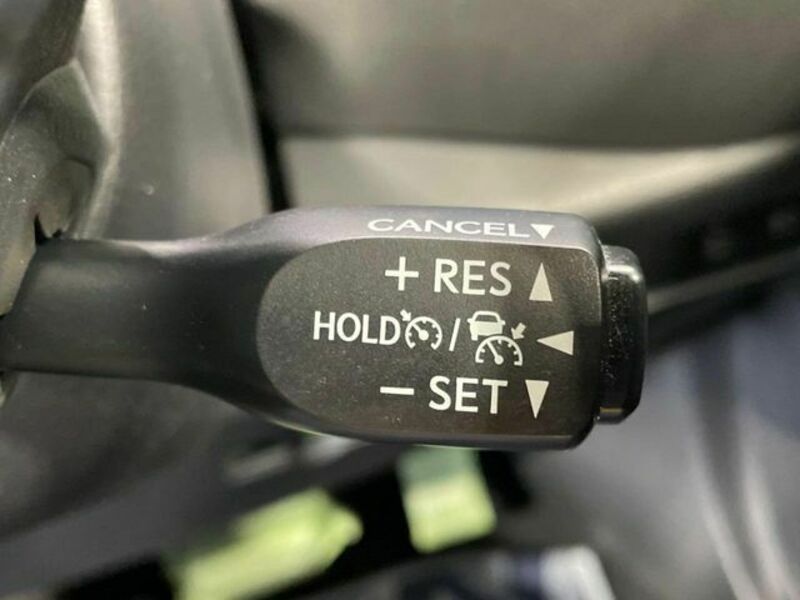 CANCEL▼
+ RES ▲
HOLD / ◀
− SET ▼